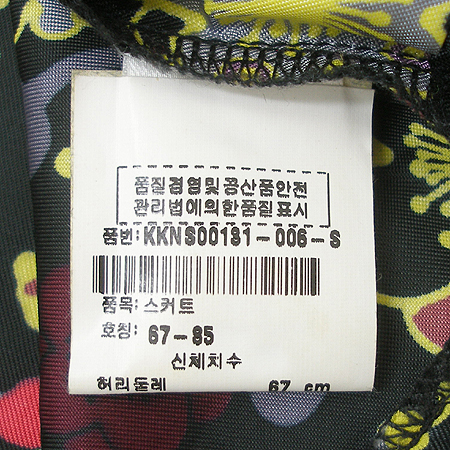 품질경영및공산품안전
관리법에의한품질표시
품번: KKNS00131-006-S
품목: 스커트
호칭: 67-85
신체치수
허리둘레 67 cm